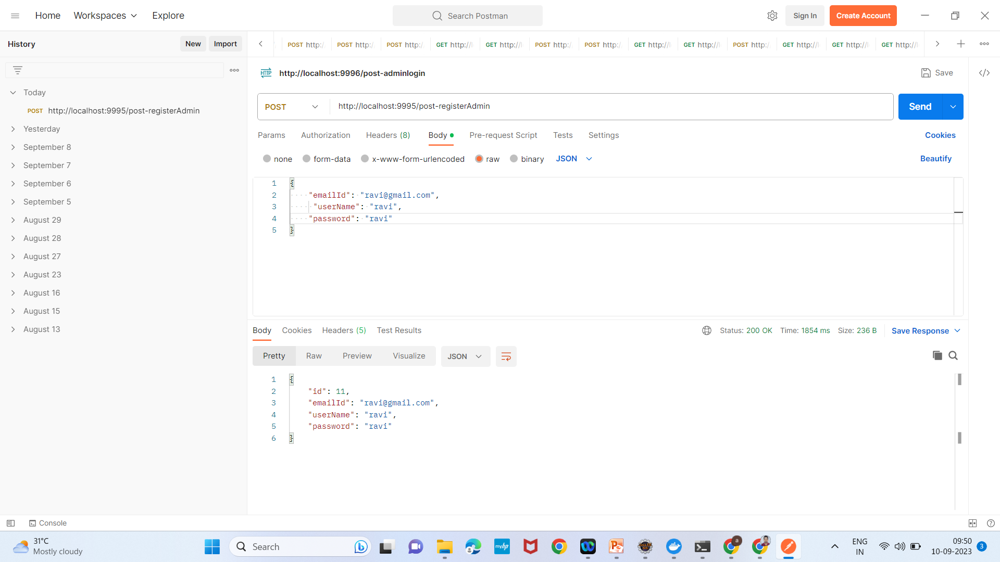 Home
Workspaces
Explore
Search Postman
Sign In
Create Account
History
New
Import
POST http:/
POST http:/
POST http:/
GET http://
GET http://
POST http:/
POST http:/
GET http://
GET http://
POST http:/
GET http://
GET http://
GET http://
HTTP
http://localhost:9996/post-adminlogin
Save
</>
Today
POST http://localhost:9995/post-registerAdmin
Yesterday
September 8
September 7
September 6
September 5
August 29
August 28
August 27
August 23
August 16
August 15
August 13
POST
http://localhost:9995/post-registerAdmin
Send
Params
Authorization
Headers (8)
Body
Pre-request Script
Tests
Settings
Cookies
none
form-data
x-www-form-urlencoded
raw
binary
JSON
Beautify
1 {
2 "emailId": "ravi@gmail.com",
3 "userName": "ravi",
4 "password": "ravi"
5 }
Body
Cookies
Headers (5)
Test Results
Status: 200 OK
Time: 1854 ms
Size: 236 B
Save Response
Pretty
Raw
Preview
Visualize
JSON
1 {
2 "id": 11,
3 "emailId": "ravi@gmail.com",
4 "userName": "ravi",
5 "password": "ravi"
6 }
Console
31°C
Mostly cloudy
Search
myhp
ENG
IN
09:50
10-09-2023
3